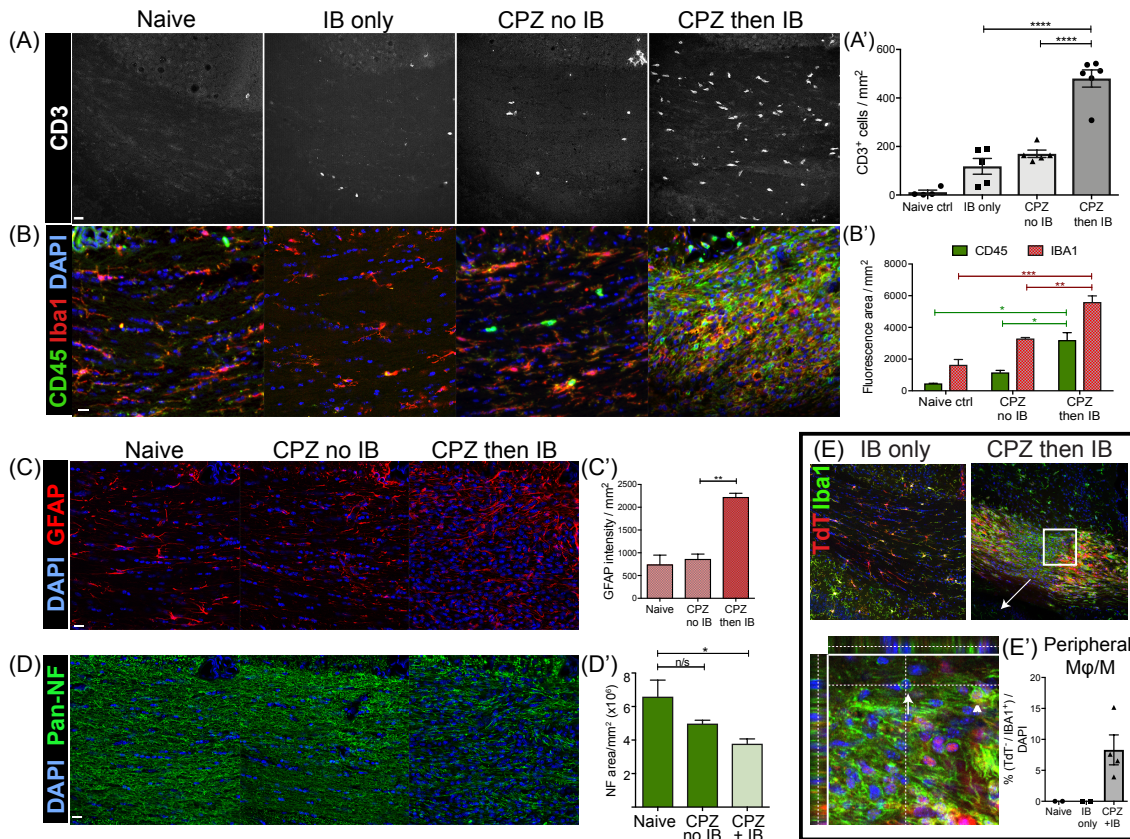 Naive IB only CPZ no IB CPZ then IB
(A)
CD3
(A')
CD3+ cells / mm2
600
400
200
0
****
****
Naive ctrl
IB only
CPZ no IB
CPZ then IB
(B)
CD45 Iba1 DAPI
(B')
CD45 IBA1
Fluorescence area / mm2
8000
6000
4000
2000
0
***
**
*
*
Naive ctrl
CPZ no IB
CPZ then IB
Naive CPZ no IB CPZ then IB
(C)
DAPI GFAP
(C')
GFAP intensity / mm2
2500
2000
1500
1000
500
0
**
Naive
CPZ no IB
CPZ then IB
(D)
DAPI Pan-NF
(D')
NF area/mm2 (x10⁶)
8
6
4
2
0
*
n/s
Naive
CPZ no IB
CPZ + IB
(E)
IB only CPZ then IB
TdT Iba1
(E')
Peripheral
Mφ/M
% (TdT- / IBA1+) /
DAPI
20
15
10
5
0
Naive
IB only
CPZ +IB